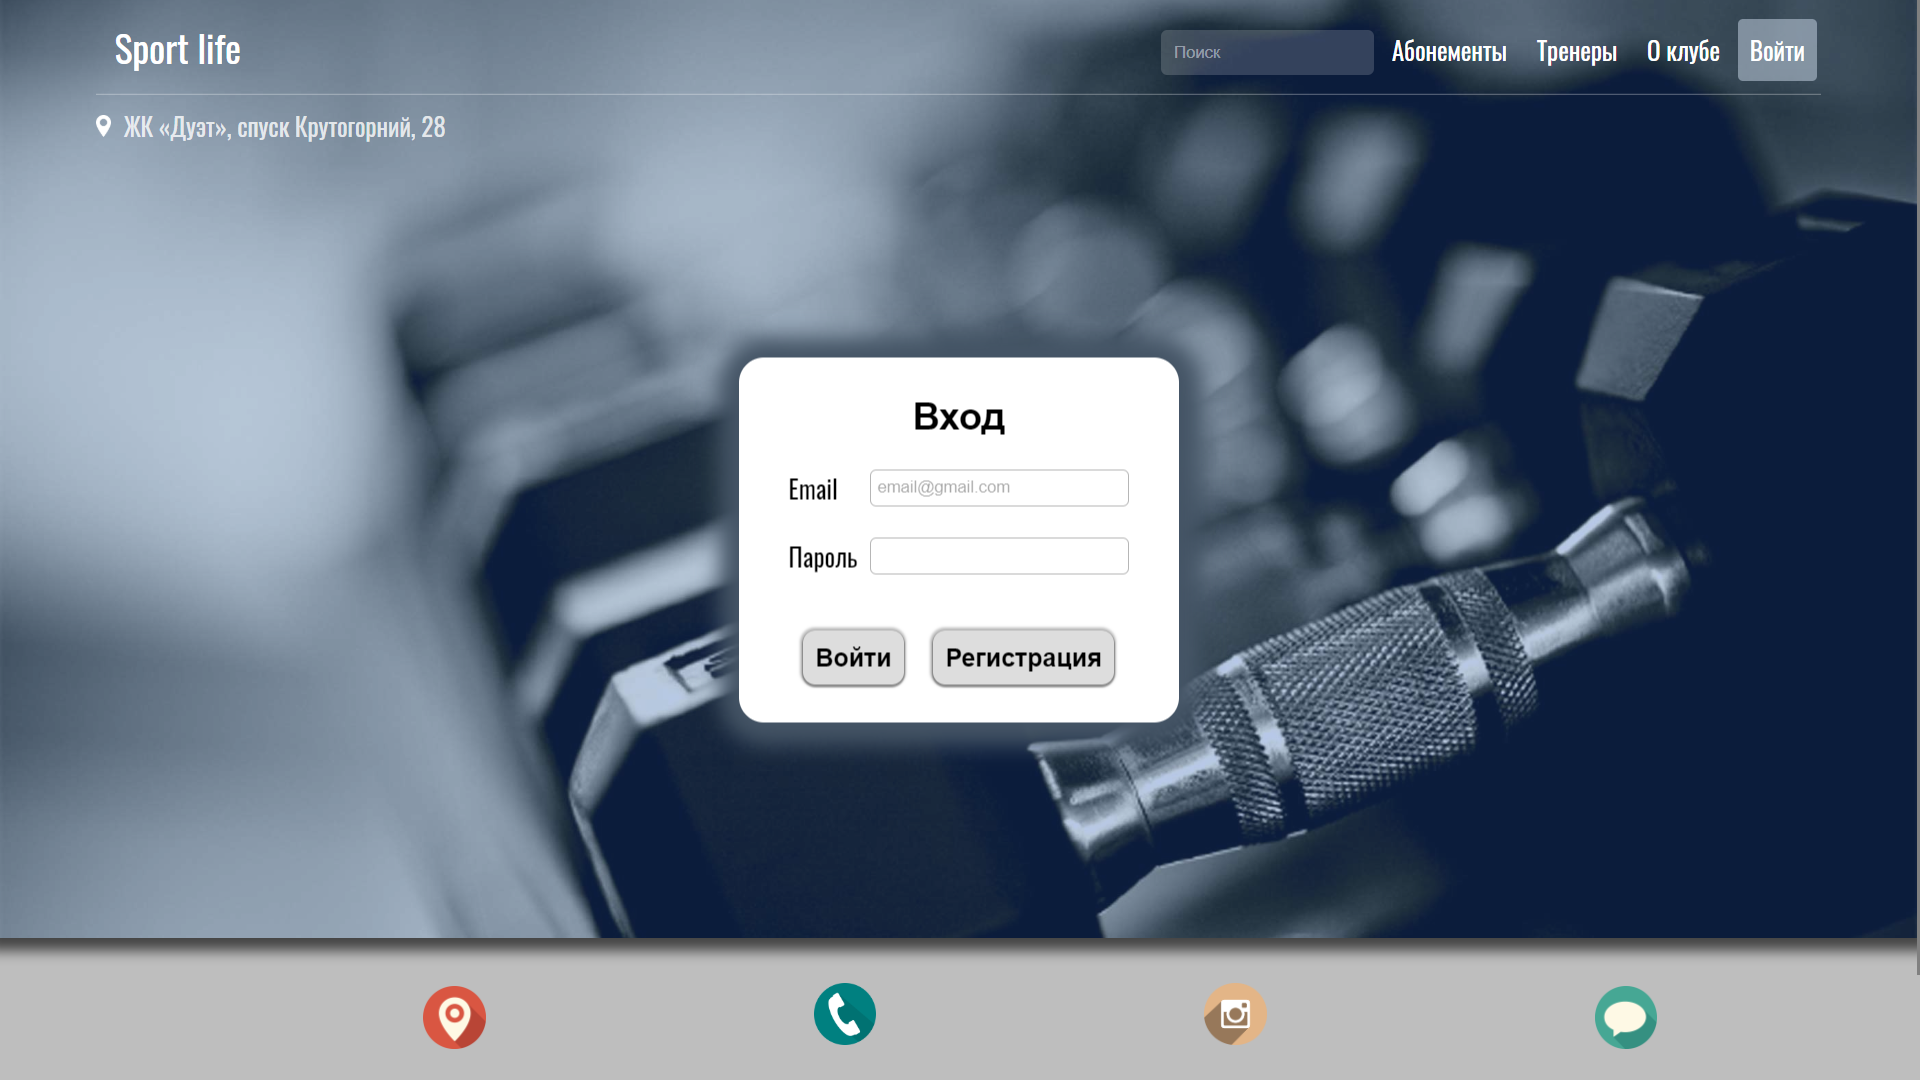 Sport life
Поиск
Абонементы
Тренеры
О клубе
Войти
ЖК «Дуэт», спуск Крутогорний, 28
Вход
Email
email@gmail.com
Пароль
Войти
Регистрация